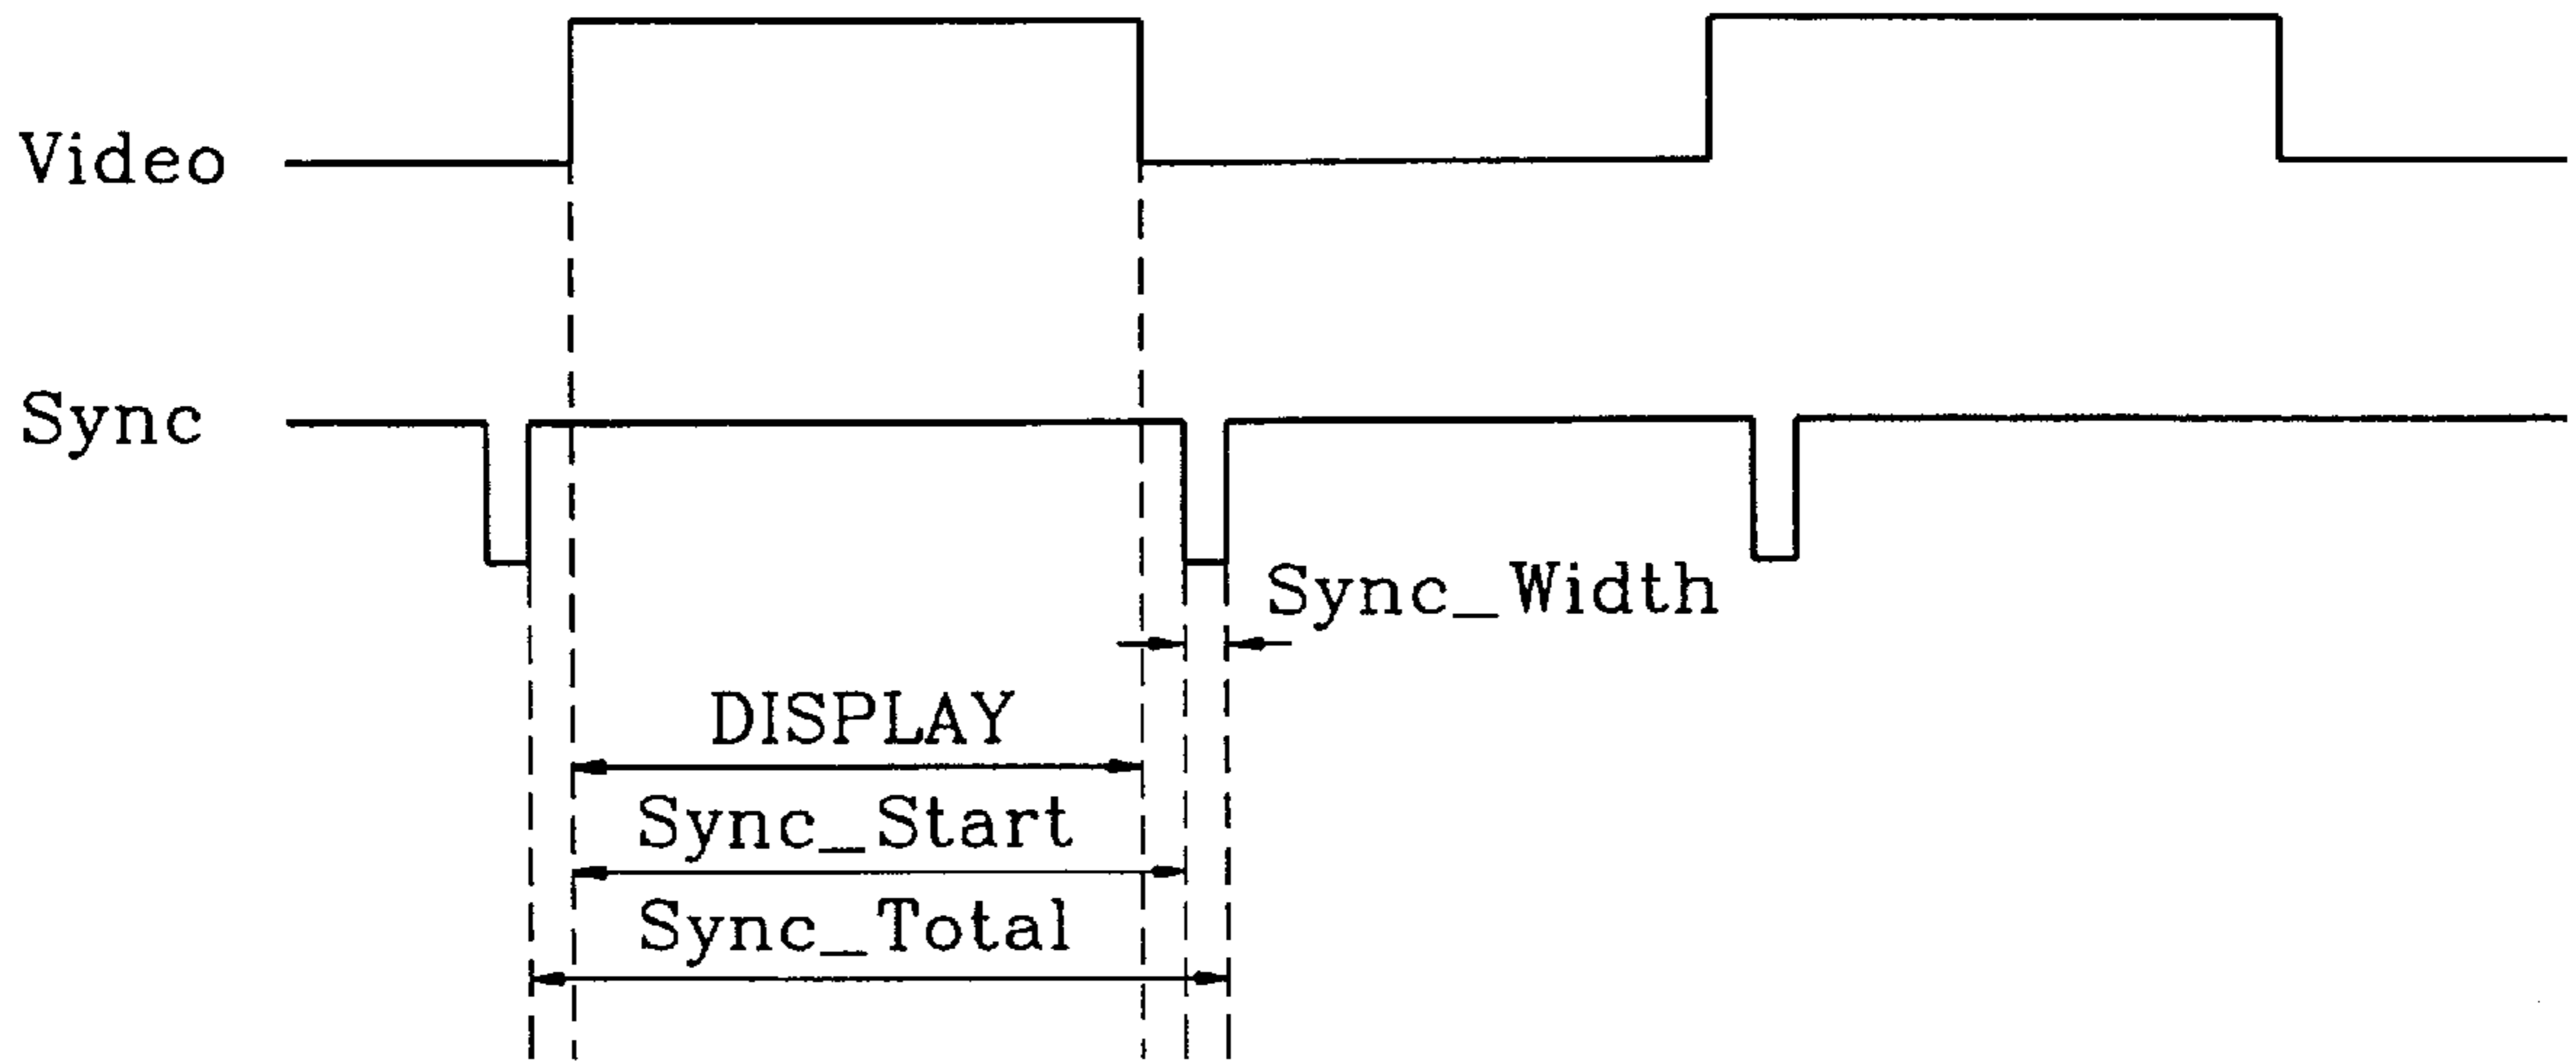 Video
Sync
Sync_Width
DISPLAY
Sync_Start
Sync_Total